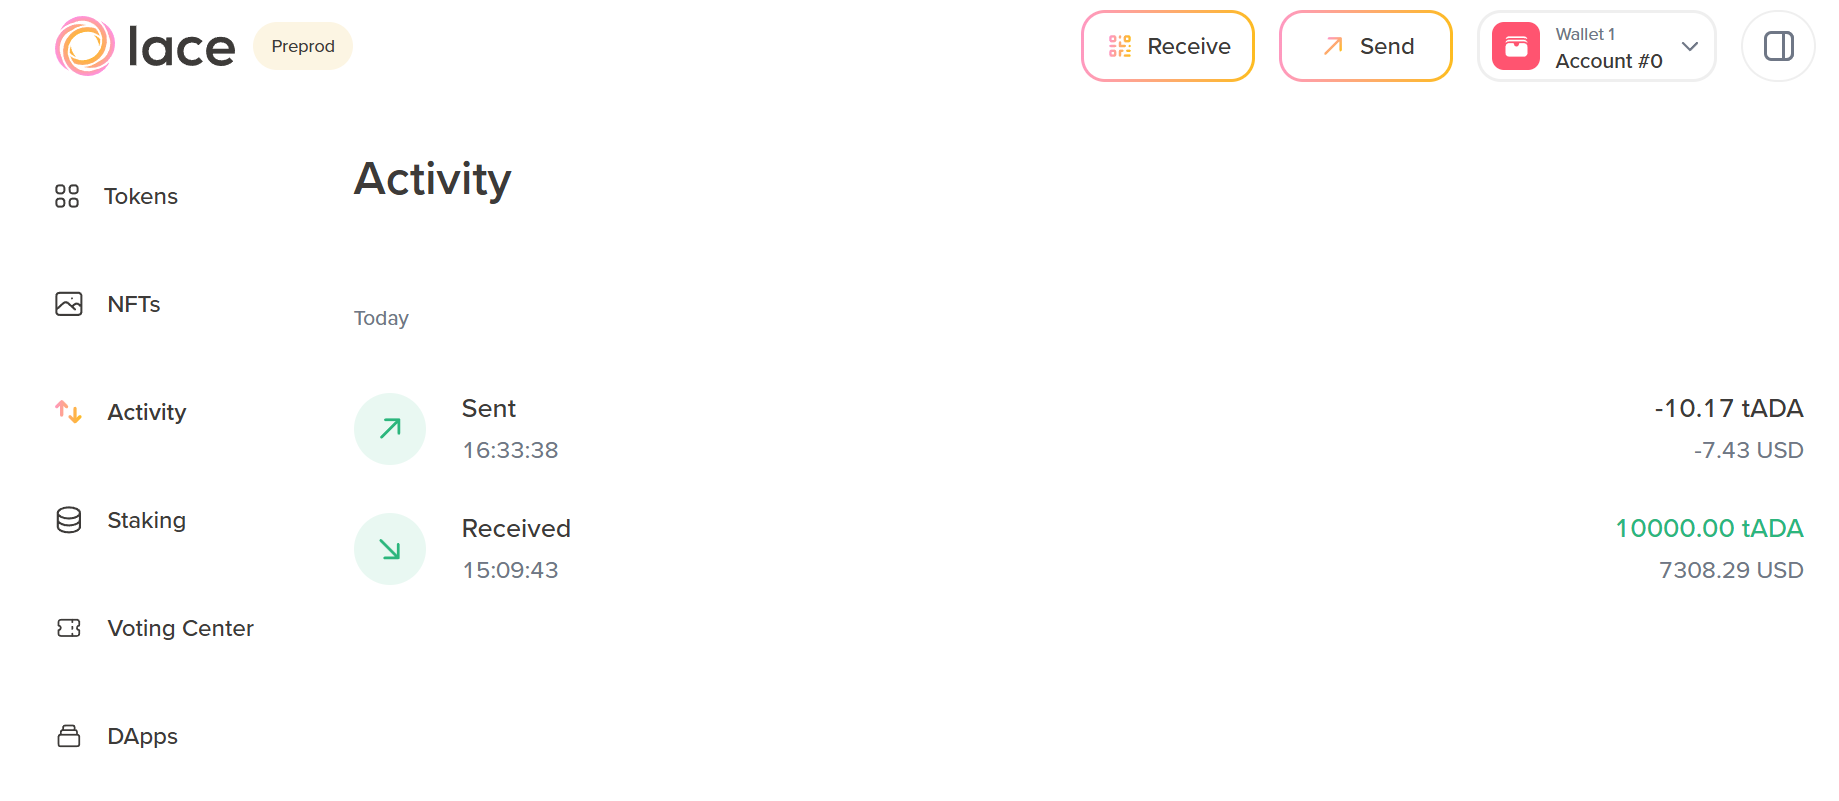 lace
Preprod
Receive
Send
Wallet 1
Account #0
Tokens
NFTs
Activity
Staking
Voting Center
DApps
Activity
Today
Sent
16:33:38
-10.17 tADA
-7.43 USD
Received
15:09:43
10000.00 tADA
7308.29 USD